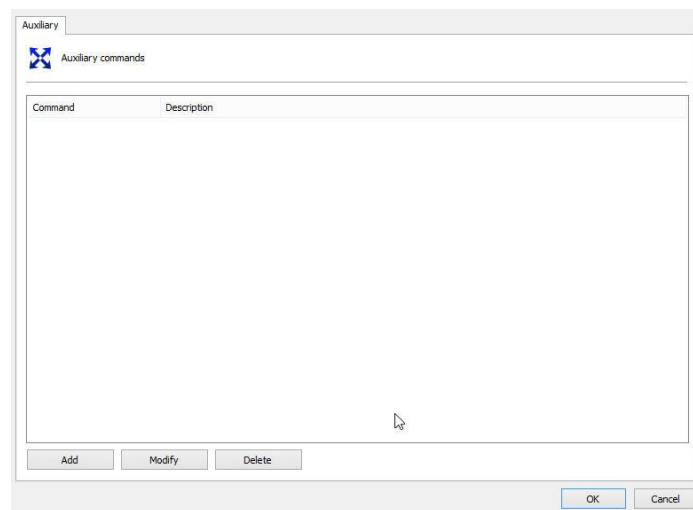 Auxiliary
Auxiliary commands
Command Description
Add Modify Delete
OK Cancel